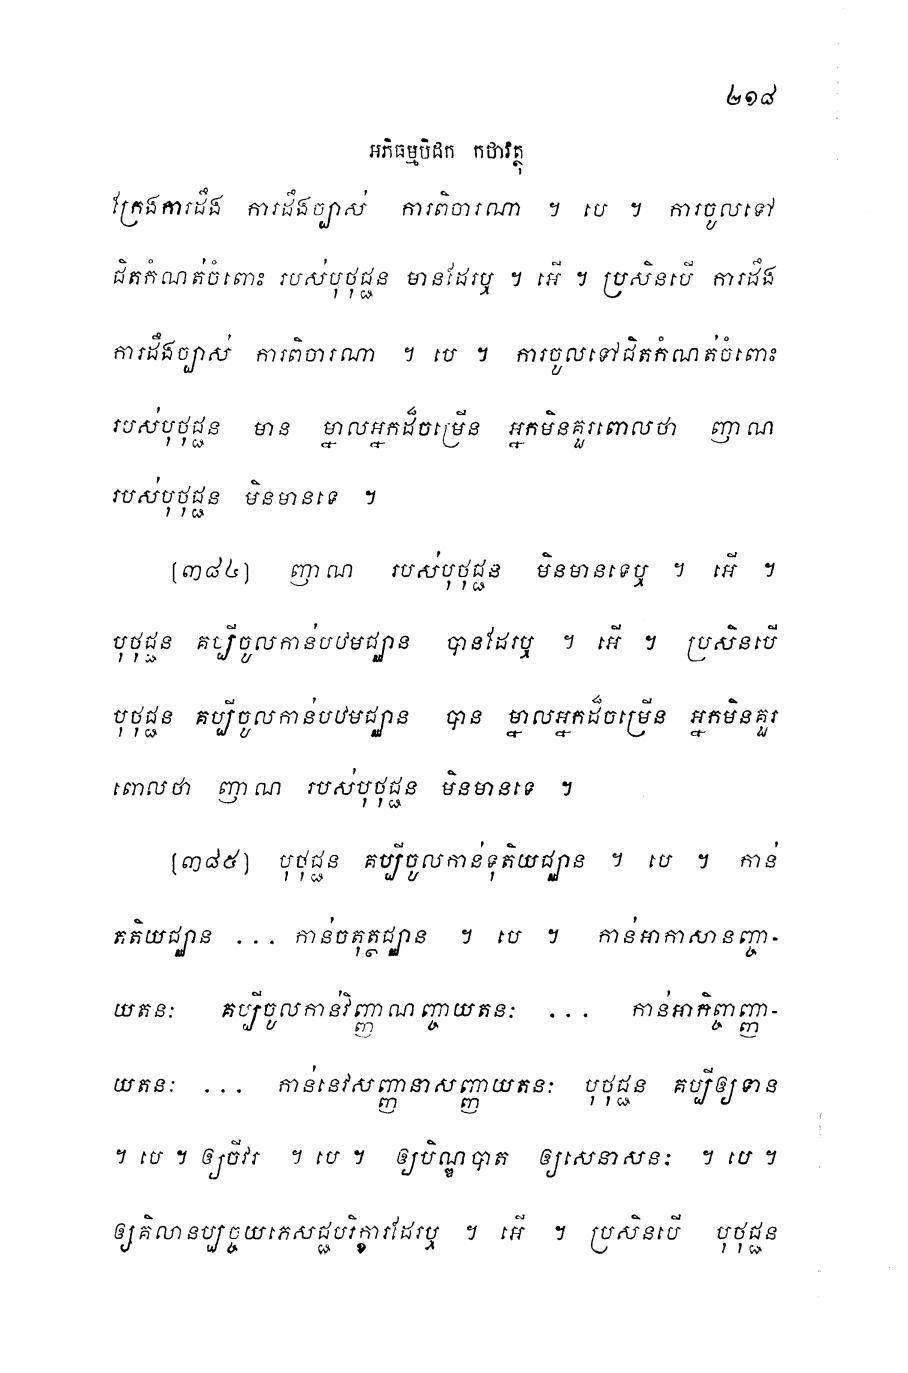 ២១៨
អភិធម្មបិដក កថាវត្ថុ
ក្រែងការដឹង ការដឹងច្បាស់ ការពិចារណា ។ បេ ។ ការចូលទៅ
ជិតកំណត់ចំពោះ របស់បុថុជ្ជន មានដែរឬ ។ អើ ។ ប្រសិនបើ ការដឹង
ការដឹងច្បាស់ ការពិចារណា ។ បេ ។ ការចូលទៅជិតកំណត់ចំពោះ
របស់បុថុជ្ជន មាន ម្នាលអ្នកដ៏ចម្រើន អ្នកមិនគួរពោលថា ញាណ
របស់បុថុជ្ជន មិនមានទេ ។
(៣៨៤) ញាណ របស់បុថុជ្ជន មិនមានទេឬ ។ អើ ។
បុថុជ្ជន គប្បីចូលកាន់បឋមជ្ឈាន បានដែរឬ ។ អើ ។ ប្រសិនបើ
បុថុជ្ជន គប្បីចូលកាន់បឋមជ្ឈាន បាន ម្នាលអ្នកដ៏ចម្រើន អ្នកមិនគួរ
ពោលថា ញាណ របស់បុថុជ្ជន មិនមានទេ ។
(៣៨៥) បុថុជ្ជន គប្បីចូលកាន់ទុតិយជ្ឈាន ។ បេ ។ កាន់
តតិយជ្ឈាន ... កាន់ចតុត្ថជ្ឈាន ។ បេ ។ កាន់អាកាសានញ្ចា-
យតនៈ គប្បីចូលកាន់វិញ្ញាណញ្ចាយតនៈ ... កាន់អាកិញ្ចញ្ញា-
យតនៈ ... កាន់នេវសញ្ញានាសញ្ញាយតនៈ បុថុជ្ជន គប្បីឲ្យទាន
។ បេ ។ ឲ្យចីវរ ។ បេ ។ ឲ្យបិណ្ឌបាត ឲ្យសេនាសនៈ ។ បេ ។
ឲ្យគិលានប្បច្ចយភេសជ្ជបរិក្ខារដែរឬ ។ អើ ។ ប្រសិនបើ បុថុជ្ជន